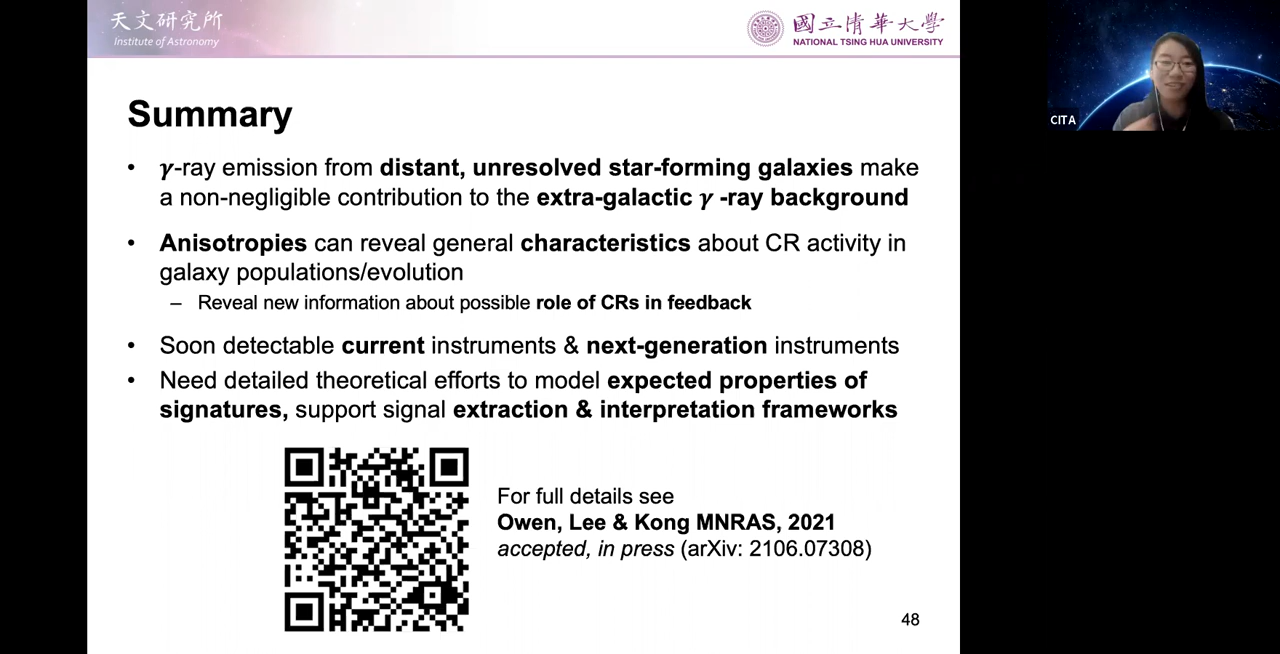 天文研究所
Institute of Astronomy
國立清華大學
NATIONAL TSING HUA UNIVERSITY
CITA
Summary
• γ-ray emission from distant, unresolved star-forming galaxies make
a non-negligible contribution to the extra-galactic γ -ray background
• Anisotropies can reveal general characteristics about CR activity in
galaxy populations/evolution
– Reveal new information about possible role of CRs in feedback
• Soon detectable current instruments & next-generation instruments
• Need detailed theoretical efforts to model expected properties of
signatures, support signal extraction & interpretation frameworks
For full details see
Owen, Lee & Kong MNRAS, 2021
accepted, in press (arXiv: 2106.07308)
48